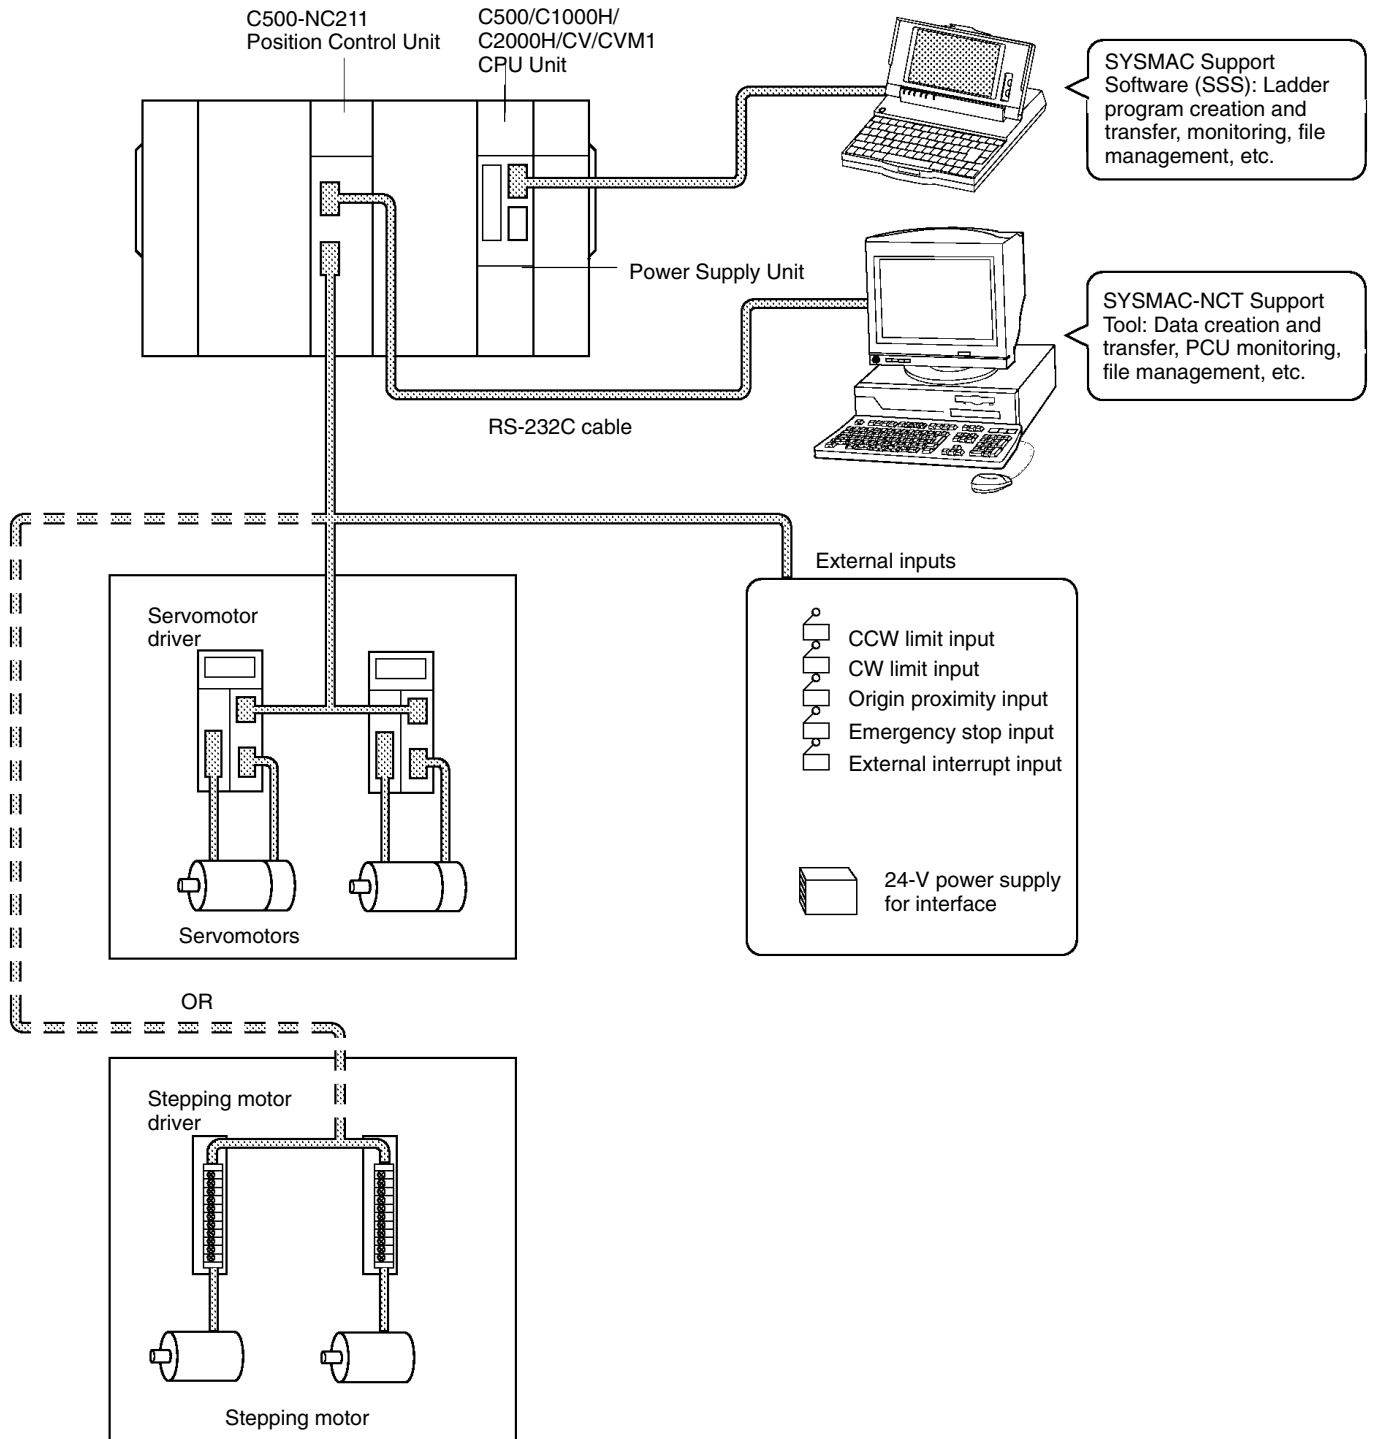 C500-NC211
Position Control Unit
C500/C1000H/
C2000H/CV/CVM1
CPU Unit
SYSMAC Support
Software (SSS): Ladder
program creation and
transfer, monitoring, file
management, etc.
Power Supply Unit
SYSMAC-NCT Support
Tool: Data creation and
transfer, PCU monitoring,
file management, etc.
RS-232C cable
External inputs
Servomotor
driver
CCW limit input
CW limit input
Origin proximity input
Emergency stop input
External interrupt input
24-V power supply
for interface
Servomotors
OR
Stepping motor
driver
Stepping motor